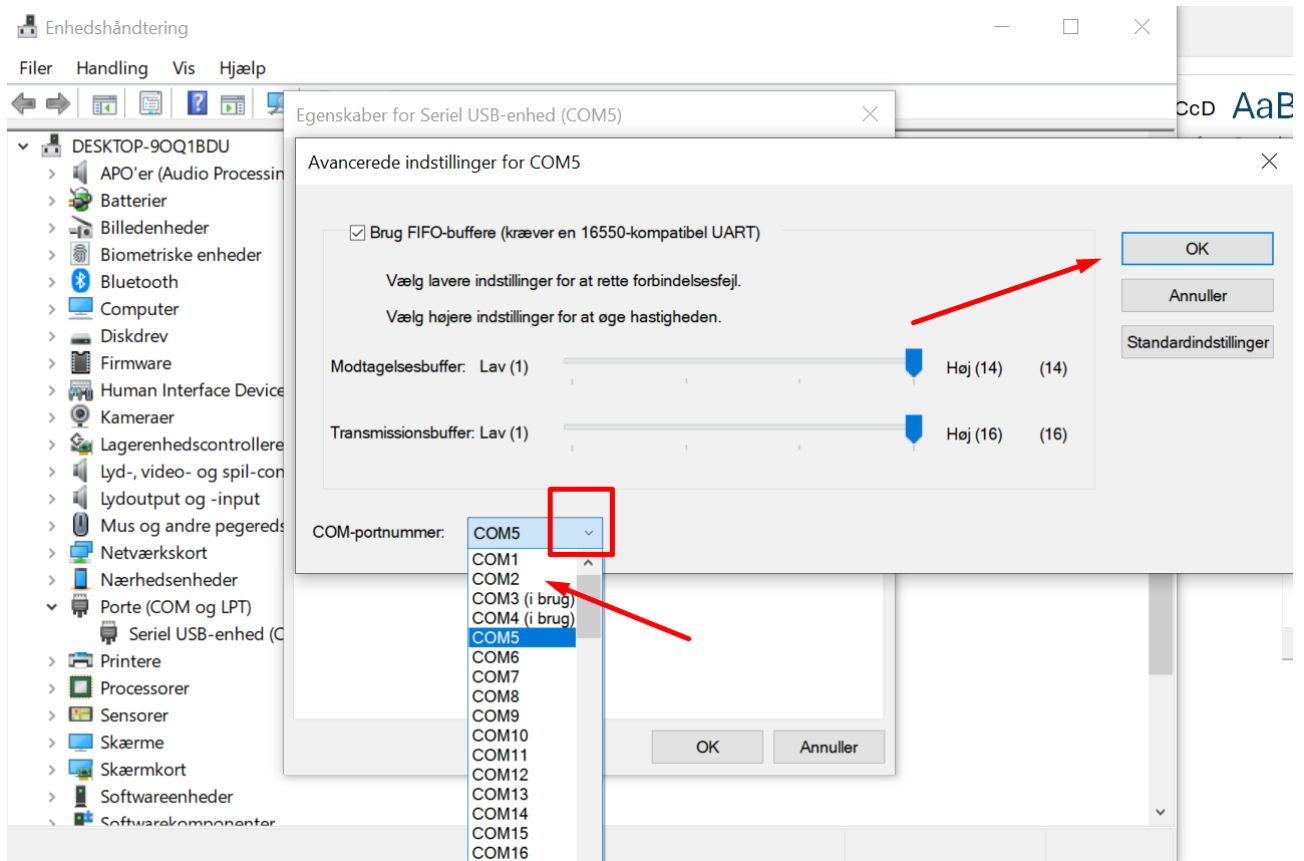 Enhedshåndtering
Filer Handling Vis Hjælp
CcD AaB
Egenskaber for Seriel USB-enhed (COM5)
DESKTOP-9OQ1BDU
APO'er (Audio Processin
Batterier
Billedenheder
Biometriske enheder
Bluetooth
Computer
Diskdrev
Firmware
Human Interface Device
Kameraer
Lagerenhedscontrollere
Lyd-, video- og spil-con
Lydoutput og -input
Mus og andre pegereds
Netværkskort
Nærhedsenheder
Porte (COM og LPT)
Seriel USB-enhed (C
Printere
Processorer
Sensorer
Skærme
Skærmkort
Softwareenheder
Softwarekomponenter
Avancerede indstillinger for COM5
Brug FIFO-buffere (kræver en 16550-kompatibel UART)
Vælg lavere indstillinger for at rette forbindelsesfejl.
Vælg højere indstillinger for at øge hastigheden.
Modtagelsesbuffer: Lav (1) Høj (14) (14)
Transmissionsbuffer: Lav (1) Høj (16) (16)
OK
Annuller
Standardindstillinger
COM-portnummer: COM5
COM1
COM2
COM3 (i brug)
COM4 (i brug)
COM5
COM6
COM7
COM8
COM9
COM10
COM11
COM12
COM13
COM14
COM15
COM16
OK Annuller